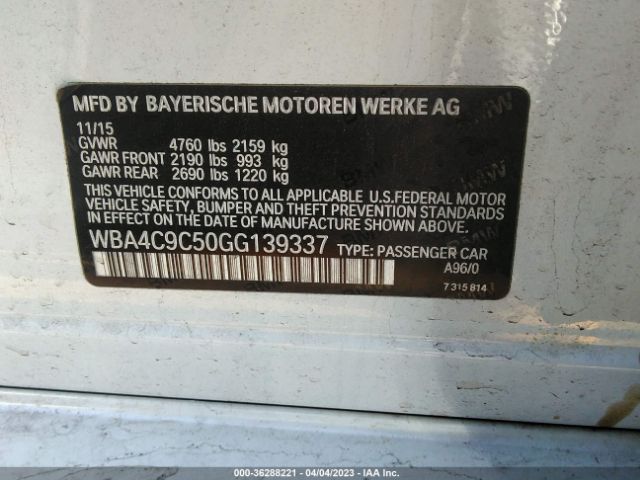 MFD BY BAYERISCHE MOTOREN WERKE AG
11/15
GVWR 4760 lbs 2159 kg
GAWR FRONT 2190 lbs 993 kg
GAWR REAR 2690 lbs 1220 kg
THIS VEHICLE CONFORMS TO ALL APPLICABLE U.S.FEDERAL MOTOR
VEHICLE SAFETY, BUMPER AND THEFT PREVENTION STANDARDS
IN EFFECT ON THE DATE OF MANUFACTURE SHOWN ABOVE.
WBA4C9C50GG139337 TYPE: PASSENGER CAR
A96/0
7 315 814
000-36288221 - 04/04/2023 - IAA Inc.